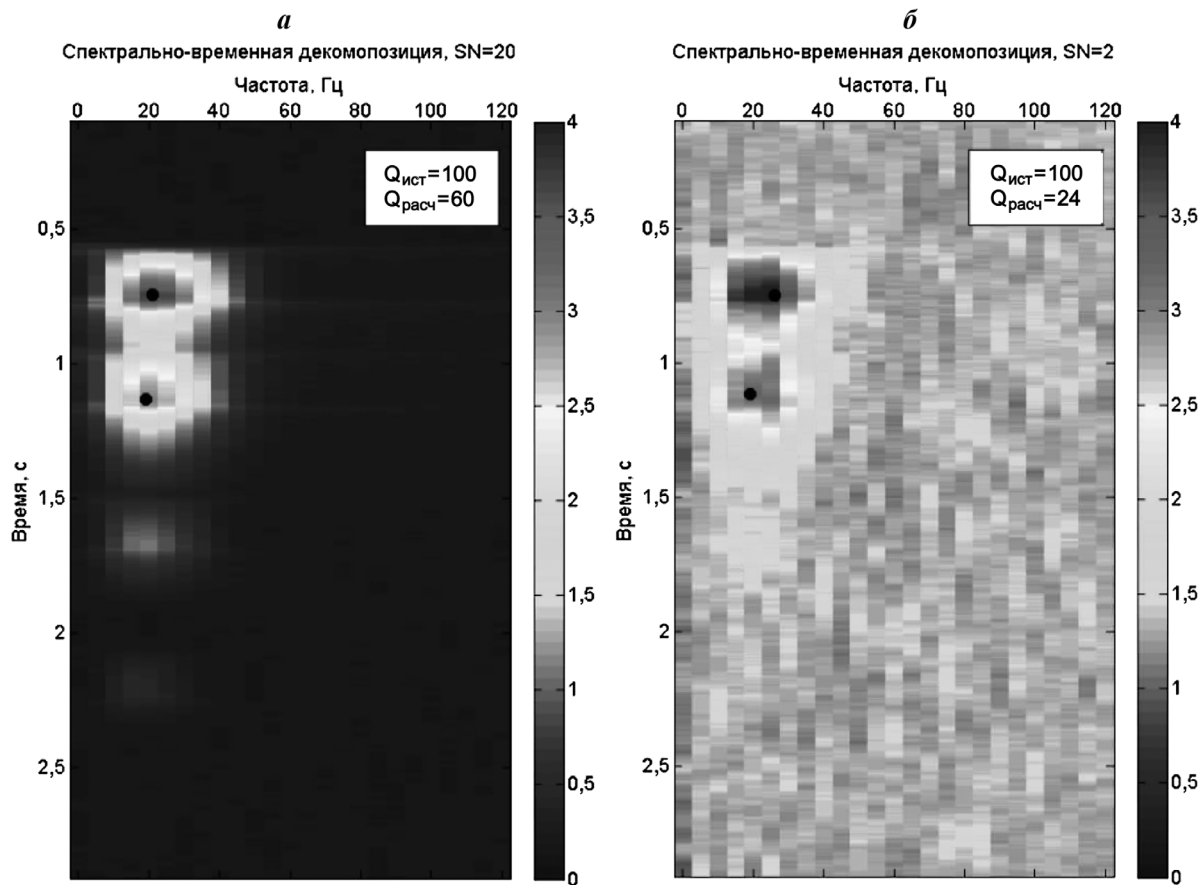 а
Спектрально-временная декомпозиция, SN=20
Частота, Гц
0 20 40 60 80 100 120
Qист=100
Qрасч=60
0,5
1
1,5
2
2,5
Время, с
4
3,5
3
2,5
2
1,5
1
0,5
0
б
Спектрально-временная декомпозиция, SN=2
Частота, Гц
0 20 40 60 80 100 120
Qист=100
Qрасч=24
0,5
1
1,5
2
2,5
Время, с
4
3,5
3
2,5
2
1,5
1
0,5
0